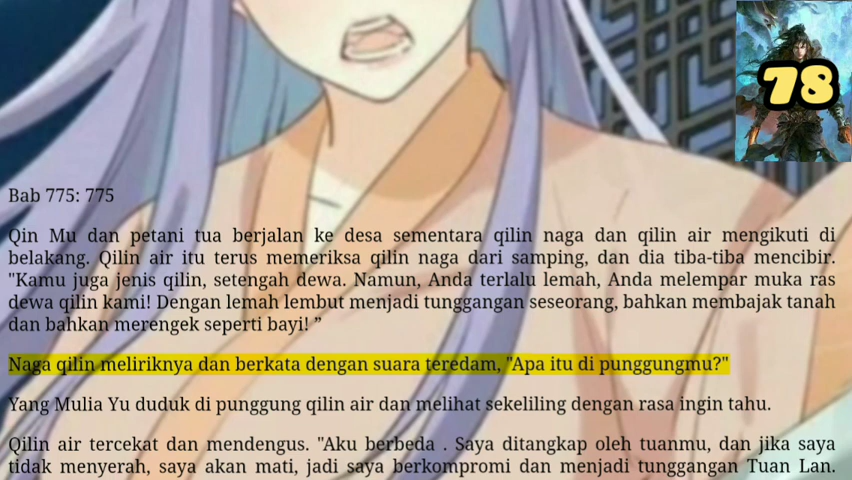 78
Bab 775: 775
Qin Mu dan petani tua berjalan ke desa sementara qilin naga dan qilin air mengikuti di
belakang. Qilin air itu terus memeriksa qilin naga dari samping, dan dia tiba-tiba mencibir.
"Kamu juga jenis qilin, setengah dewa. Namun, Anda terlalu lemah, Anda melempar muka ras
dewa qilin kami! Dengan lemah lembut menjadi tunggangan seseorang, bahkan membajak tanah
dan bahkan merengek seperti bayi! ”
Naga qilin meliriknya dan berkata dengan suara teredam, "Apa itu di punggungmu?"
Yang Mulia Yu duduk di punggung qilin air dan melihat sekeliling dengan rasa ingin tahu.
Qilin air tercekat dan mendengus. "Aku berbeda . Saya ditangkap oleh tuanmu, dan jika saya
tidak menyerah, saya akan mati, jadi saya berkompromi dan menjadi tunggangan Tuan Lan.